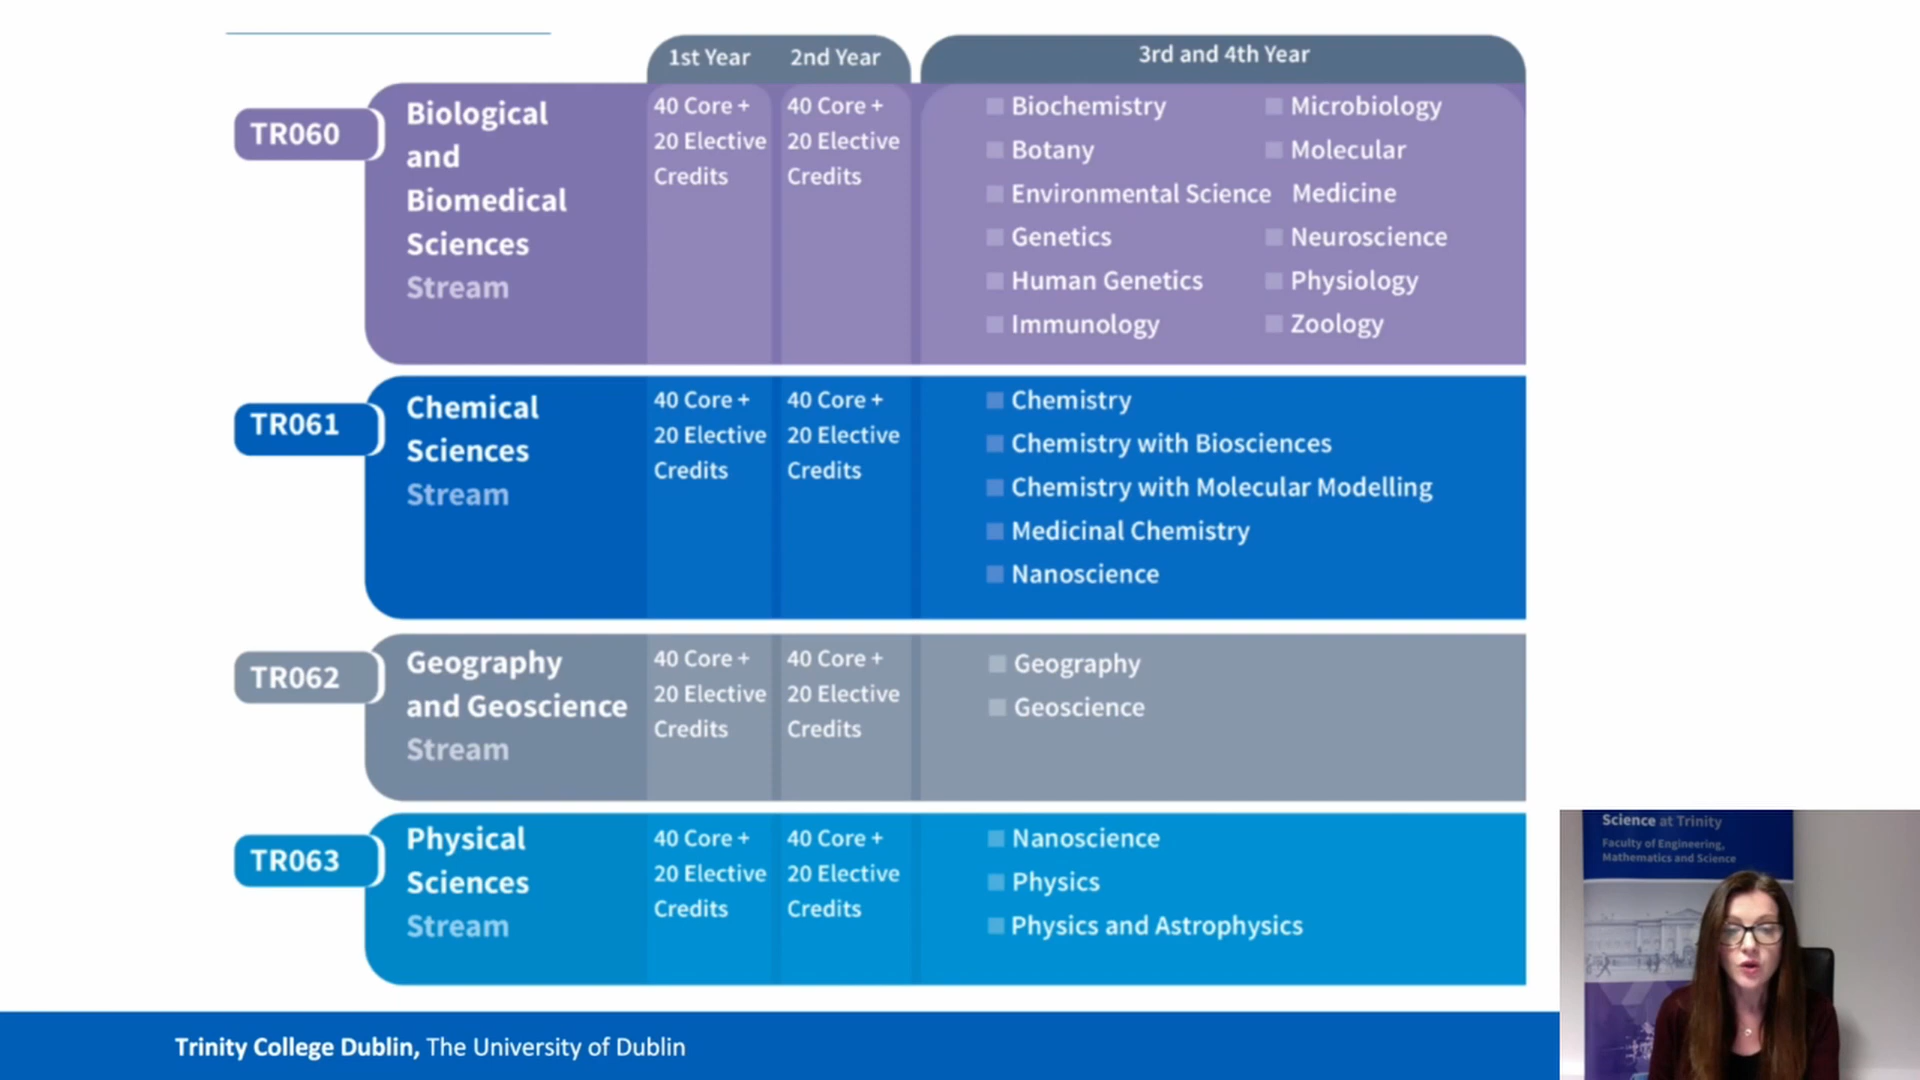 1st Year
2nd Year
3rd and 4th Year
TR060
Biological
and
Biomedical
Sciences
Stream
40 Core +
20 Elective
Credits
40 Core +
20 Elective
Credits
Biochemistry
Botany
Environmental Science
Genetics
Human Genetics
Immunology
Microbiology
Molecular
Medicine
Neuroscience
Physiology
Zoology
TR061
Chemical
Sciences
Stream
40 Core +
20 Elective
Credits
40 Core +
20 Elective
Credits
Chemistry
Chemistry with Biosciences
Chemistry with Molecular Modelling
Medicinal Chemistry
Nanoscience
TR062
Geography
and Geoscience
Stream
40 Core +
20 Elective
Credits
40 Core +
20 Elective
Credits
Geography
Geoscience
TR063
Physical
Sciences
Stream
40 Core +
20 Elective
Credits
40 Core +
20 Elective
Credits
Nanoscience
Physics
Physics and Astrophysics
Science at Trinity
Faculty of Engineering,
Mathematics and Science
Trinity College Dublin, The University of Dublin